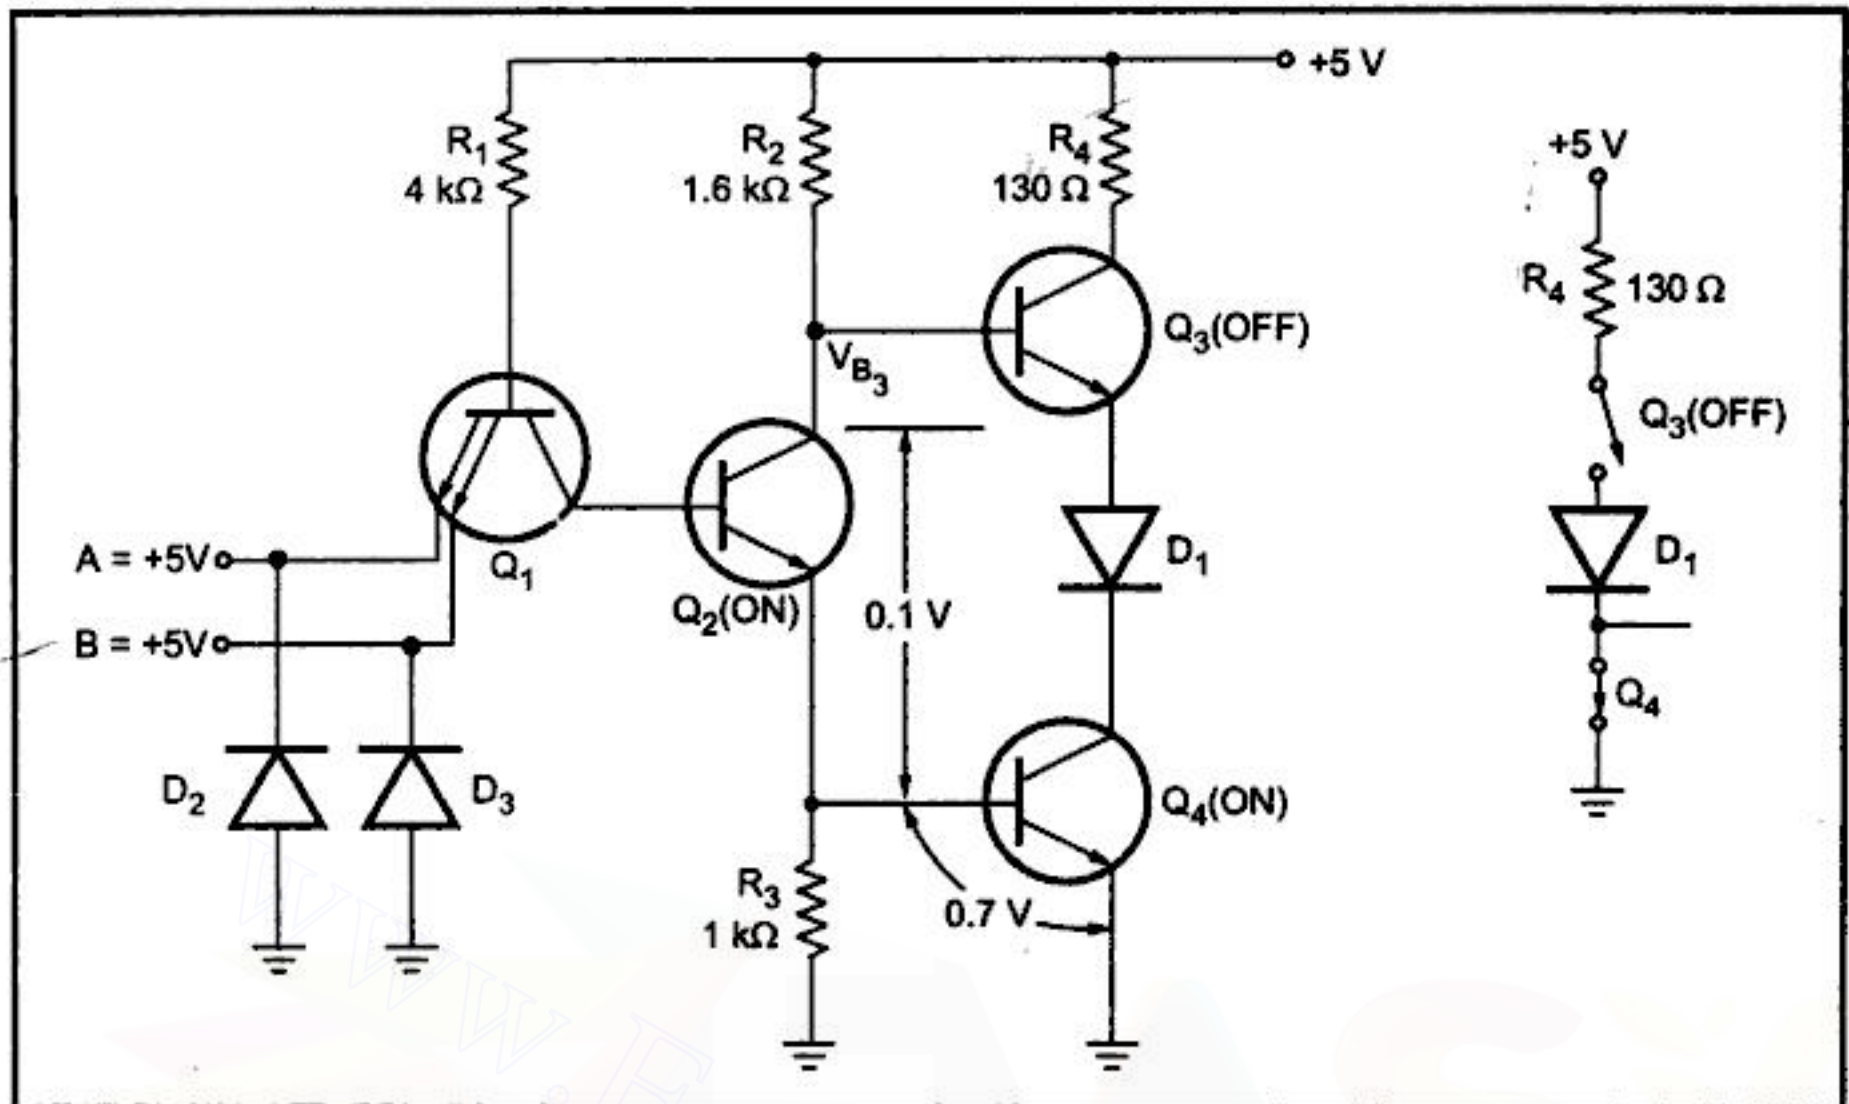 +5 V
R1
4 kΩ
R2
1.6 kΩ
R4
130 Ω
+5 V
R4
130 Ω
Q3(OFF)
VB3
Q3(OFF)
Q1
D1
D1
A = +5V
Q2(ON)
0.1 V
B = +5V
Q4
D2
D3
Q4(ON)
R3
1 kΩ
0.7 V
www.E